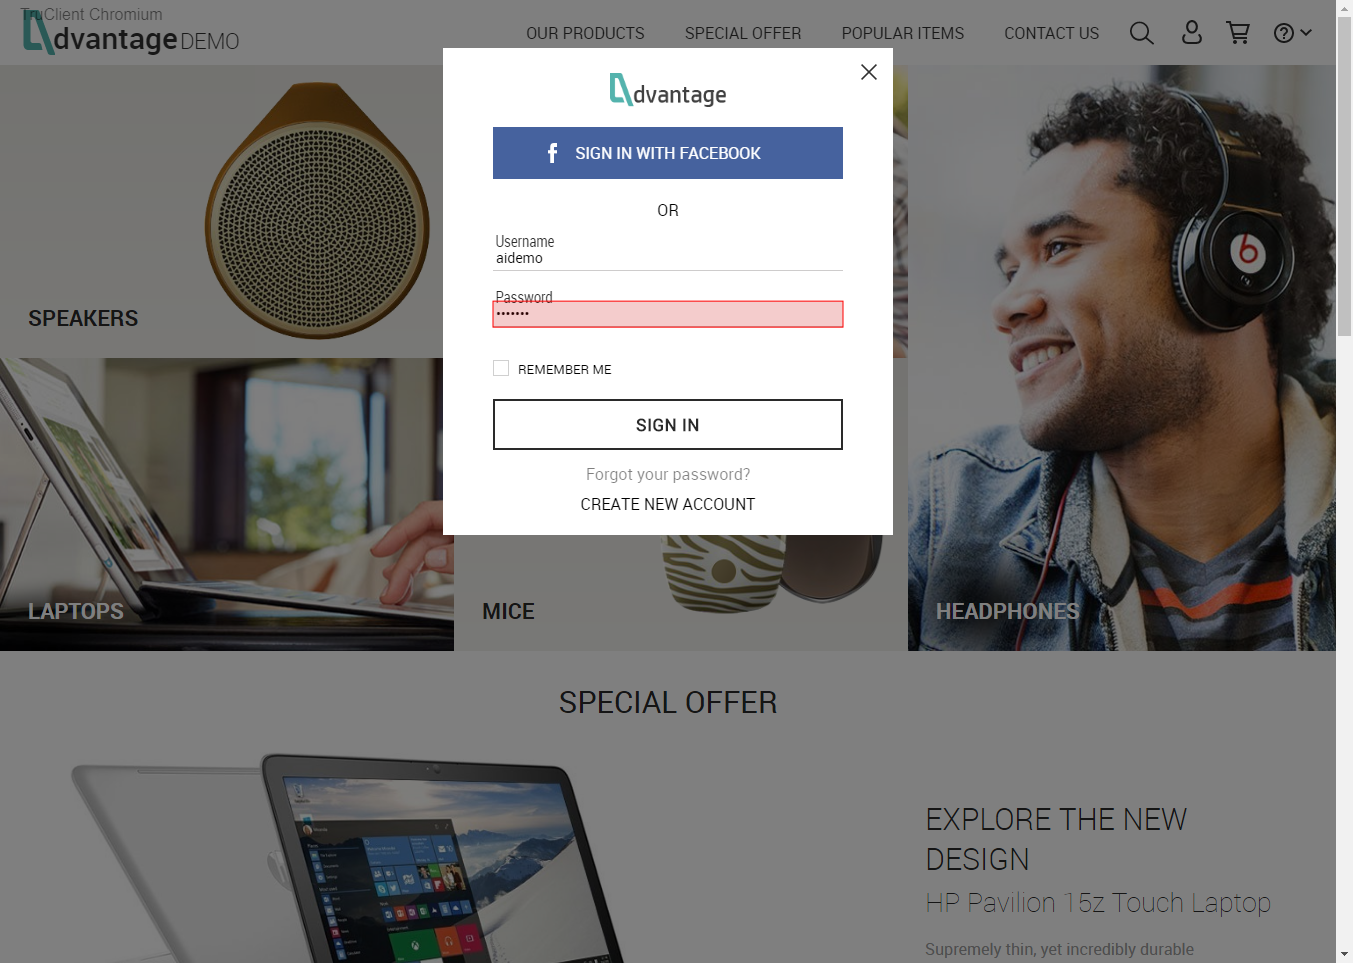 TruClient Chromium
dvantage DEMO
OUR PRODUCTS
SPECIAL OFFER
POPULAR ITEMS
CONTACT US
dvantage
SIGN IN WITH FACEBOOK
OR
Username
aidemo
Password
•••••••
REMEMBER ME
SIGN IN
Forgot your password?
CREATE NEW ACCOUNT
SPEAKERS
LAPTOPS
MICE
HEADPHONES
SPECIAL OFFER
EXPLORE THE NEW
DESIGN
HP Pavilion 15z Touch Laptop
Supremely thin, yet incredibly durable